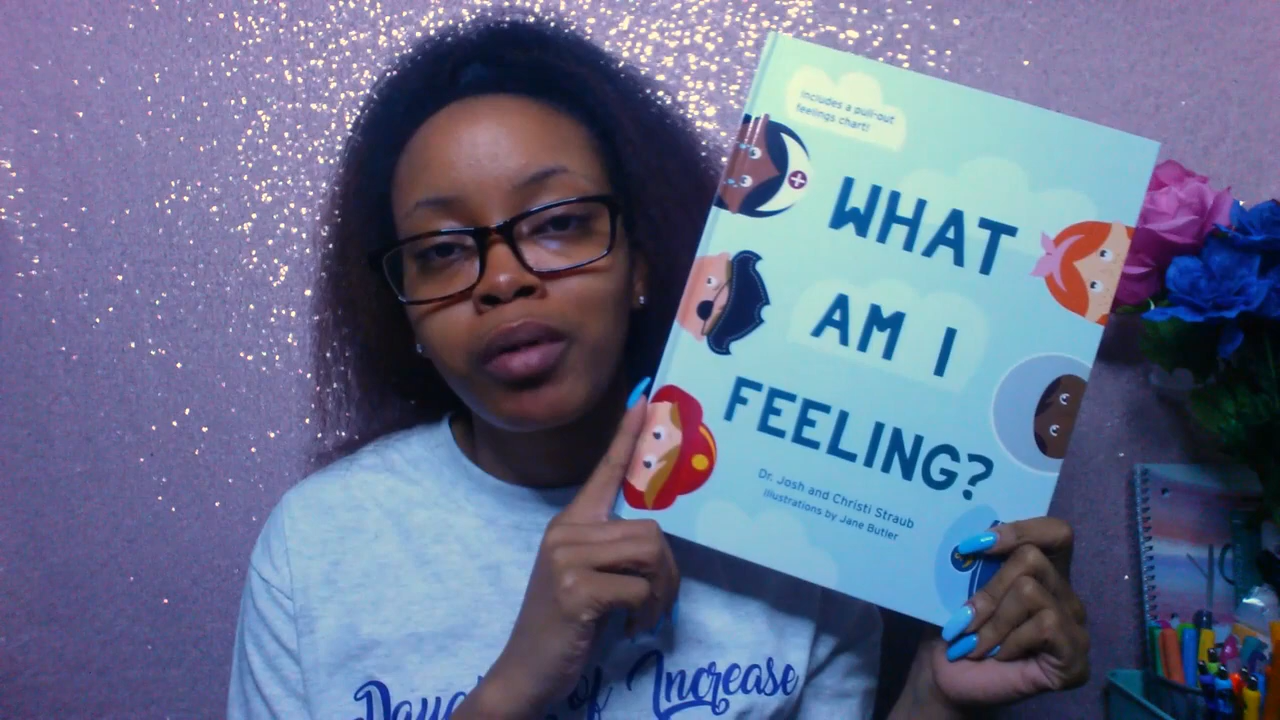 Includes a pull-out
feelings chart!
WHAT
AM I
FEELING?
Dr. Josh and Christi Straub
Illustrations by Jane Butler
of Increase